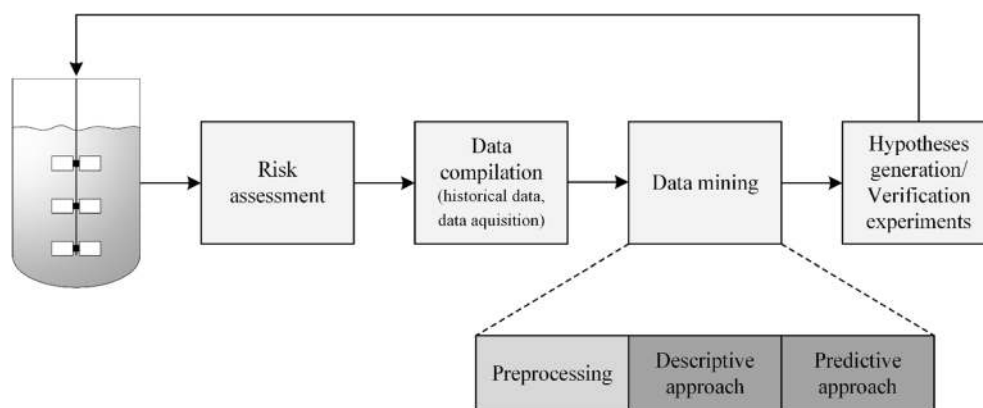 Risk
assessment
Data
compilation
(historical data,
data aquisition)
Data mining
Hypotheses
generation/
Verification
experiments
Preprocessing
Descriptive
approach
Predictive
approach